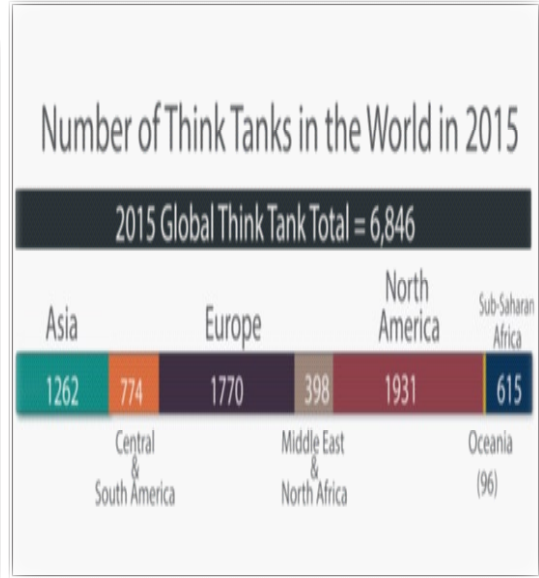 Number of Think Tanks in the World in 2015
2015 Global Think Tank Total = 6,846
Asia
Europe
North
America
Sub-Saharan
Africa
1262 774 1770 398 1931 615
Central
&
South America
Middle East
&
North Africa
Oceania
(96)